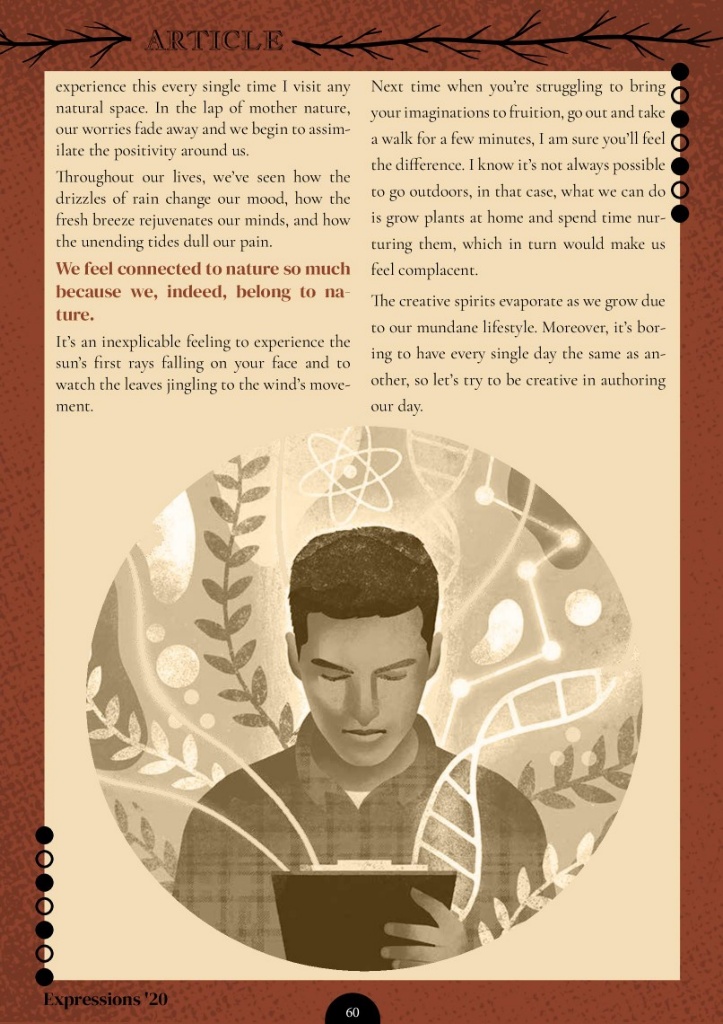 ARTICLE
experience this every single time I visit any
natural space. In the lap of mother nature,
our worries fade away and we begin to assim-
ilate the positivity around us.
Throughout our lives, we've seen how the
drizzles of rain change our mood, how the
fresh breeze rejuvenates our minds, and how
the unending tides dull our pain.
We feel connected to nature so much
because we, indeed, belong to na-
ture.
It's an inexplicable feeling to experience the
sun's first rays falling on your face and to
watch the leaves jingling to the wind's move-
ment.
Next time when you're struggling to bring
your imaginations to fruition, go out and take
a walk for a few minutes, I am sure you'll feel
the difference. I know it's not always possible
to go outdoors, in that case, what we can do
is grow plants at home and spend time nur-
turing them, which in turn would make us
feel complacent.
The creative spirits evaporate as we grow due
to our mundane lifestyle. Moreover, it's bor-
ing to have every single day the same as an-
other, so let's try to be creative in authoring
our day.
Expressions '20
60